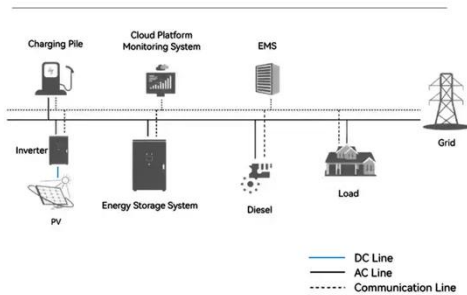 Charging Pile
Cloud Platform
Monitoring System
EMS
Grid
Inverter
PV
Energy Storage System
Diesel
Load
DC Line
AC Line
Communication Line